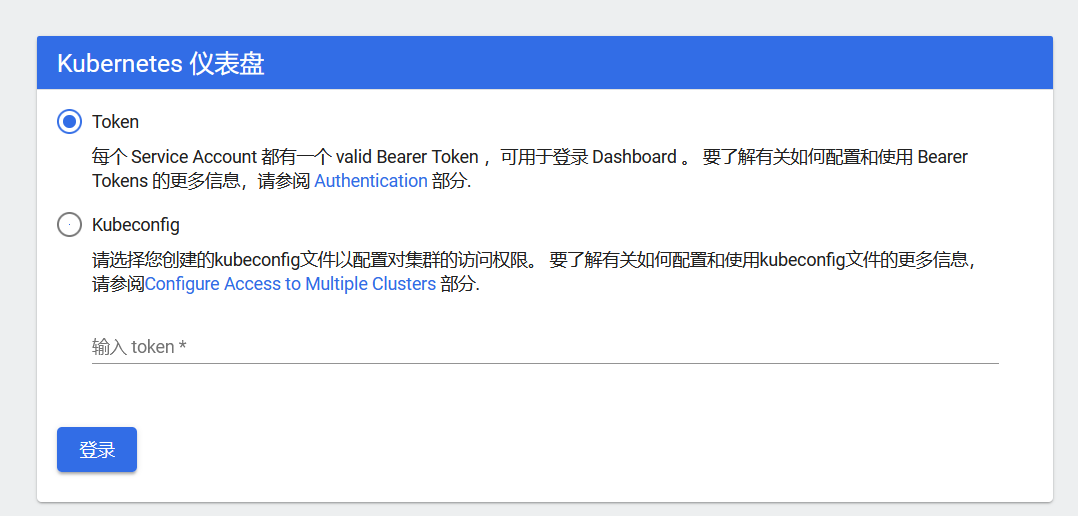 Kubernetes 仪表盘
Token
每个 Service Account 都有一个 valid Bearer Token ，可用于登录 Dashboard 。 要了解有关如何配置和使用 Bearer
Tokens 的更多信息，请参阅 Authentication 部分.
Kubeconfig
请选择您创建的kubeconfig文件以配置对集群的访问权限。 要了解有关如何配置和使用kubeconfig文件的更多信息，
请参阅Configure Access to Multiple Clusters 部分.
输入 token *
登录